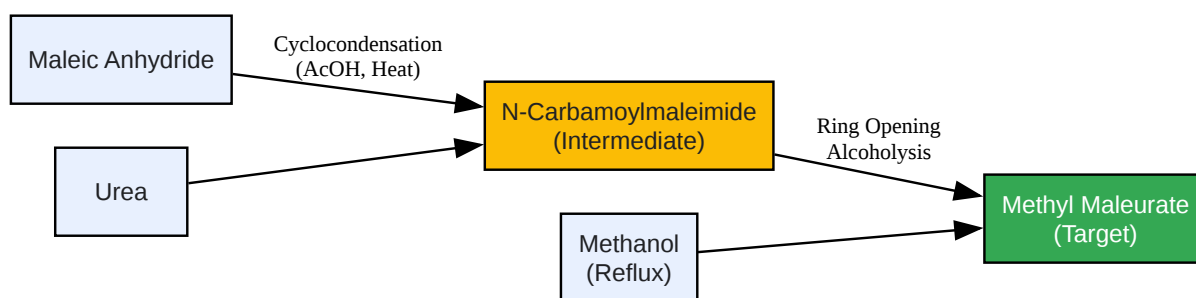 Maleic Anhydride
Cyclocondensation
(AcOH, Heat)
Urea
N-Carbamoylmaleimide
(Intermediate)
Ring Opening
Alcoholysis
Methanol
(Reflux)
Methyl Maleurate
(Target)